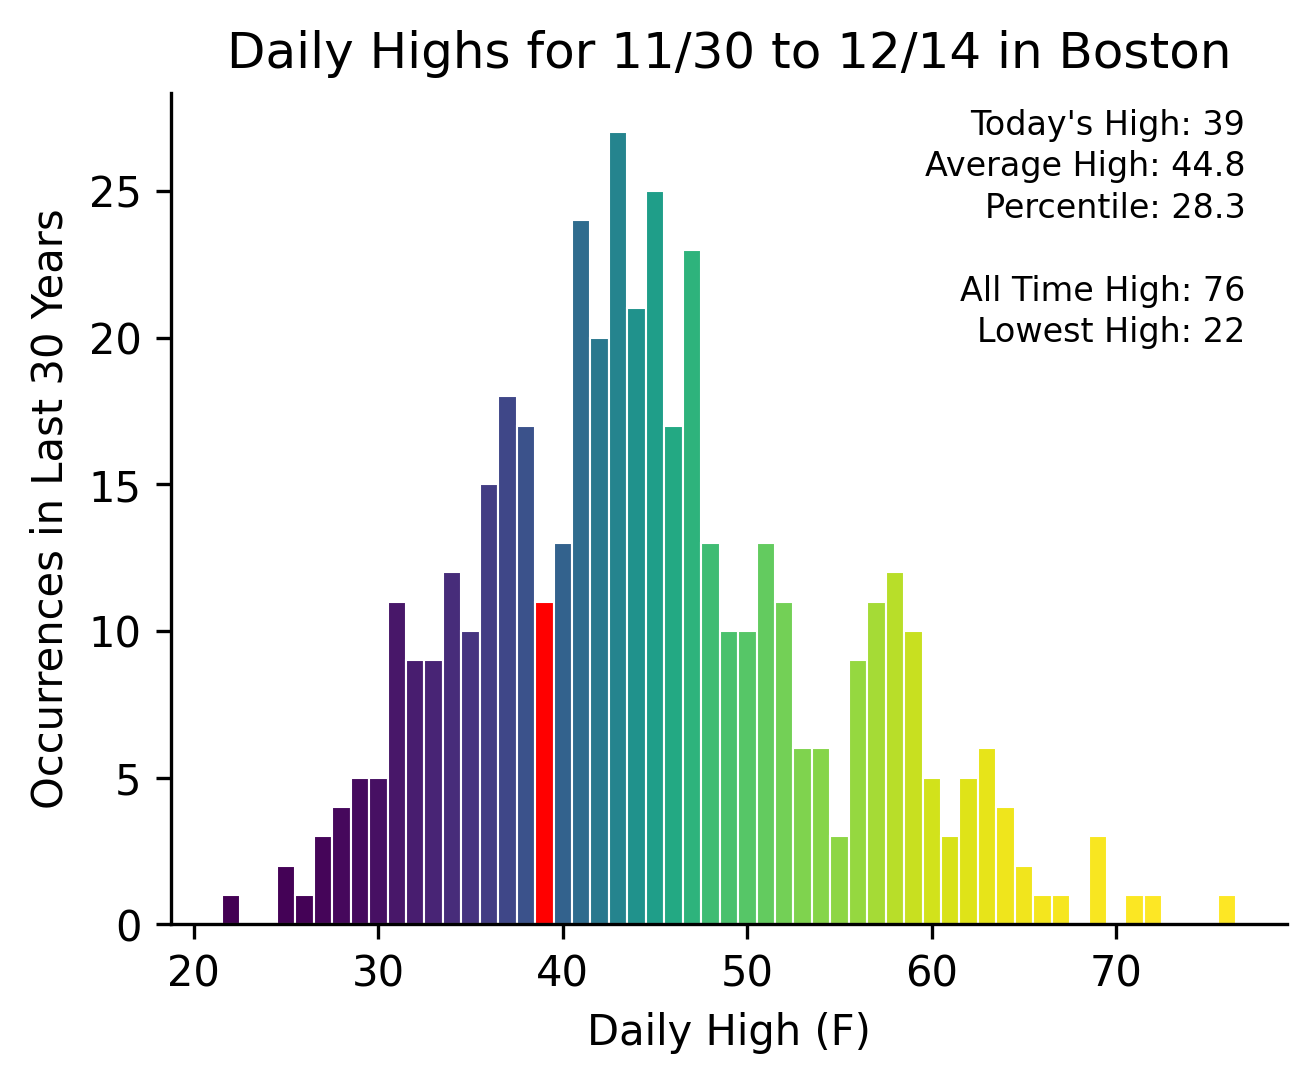 Daily Highs for 11/30 to 12/14 in Boston
Today's High: 39
Average High: 44.8
Percentile: 28.3
All Time High: 76
Lowest High: 22
Occurrences in Last 30 Years
25
20
15
10
5
0
20 30 40 50 60 70
Daily High (F)